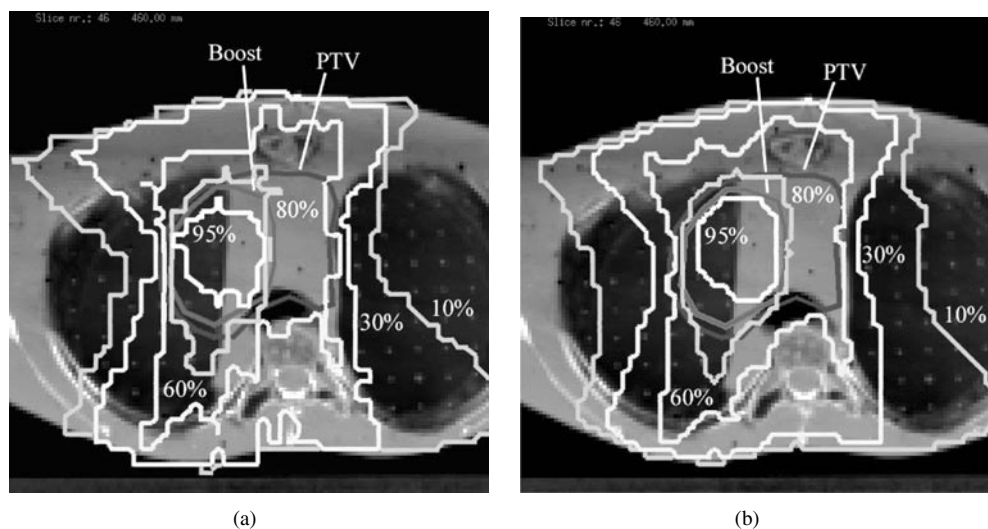 Slice nr.: 46 460.00 mm
Boost
PTV
80%
95%
30%
10%
60%
(a)
Slice nr.: 46 460.00 mm
Boost
PTV
80%
95%
30%
10%
60%
(b)